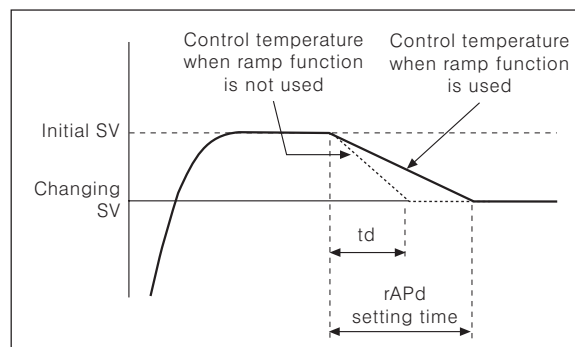 Control temperature
when ramp function
is not used
Control temperature
when ramp function
is used
Initial SV
Changing
SV
td
rAPd
setting time